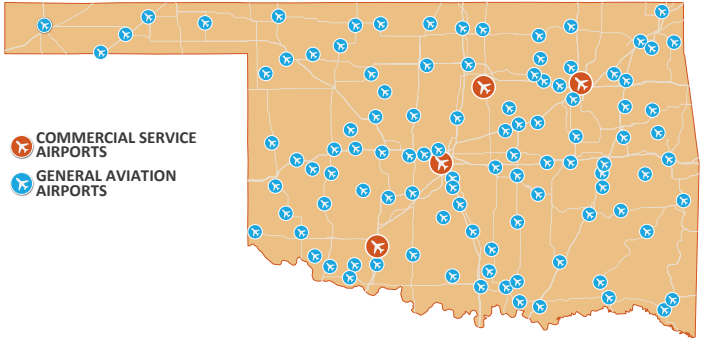 COMMERCIAL SERVICE
AIRPORTS
GENERAL AVIATION
AIRPORTS